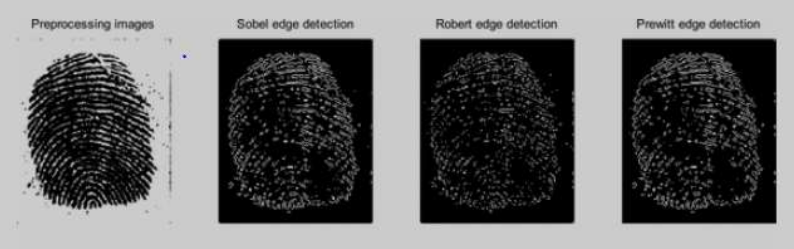 Preprocessing images
Sobel edge detection
Robert edge detection
Prewitt edge detection